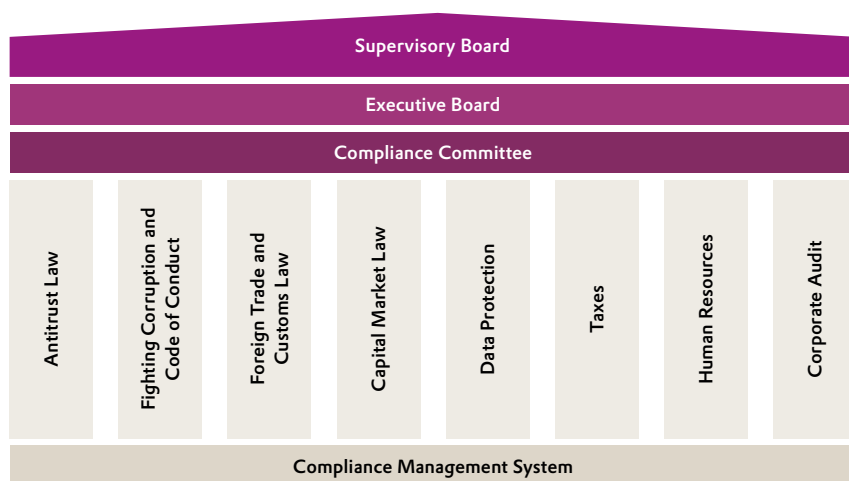 Supervisory Board
Executive Board
Compliance Committee
Antitrust Law
Fighting Corruption and
Code of Conduct
Foreign Trade and
Customs Law
Capital Market Law
Data Protection
Taxes
Human Resources
Corporate Audit
Compliance Management System